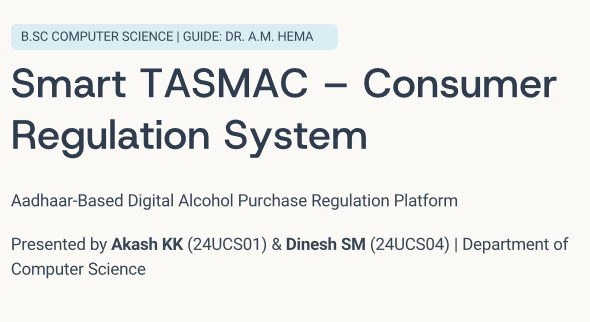 B.SC COMPUTER SCIENCE | GUIDE: DR. A.M. HEMA
Smart TASMAC – Consumer
Regulation System
Aadhaar-Based Digital Alcohol Purchase Regulation Platform
Presented by Akash KK (24UCS01) & Dinesh SM (24UCS04) | Department of
Computer Science